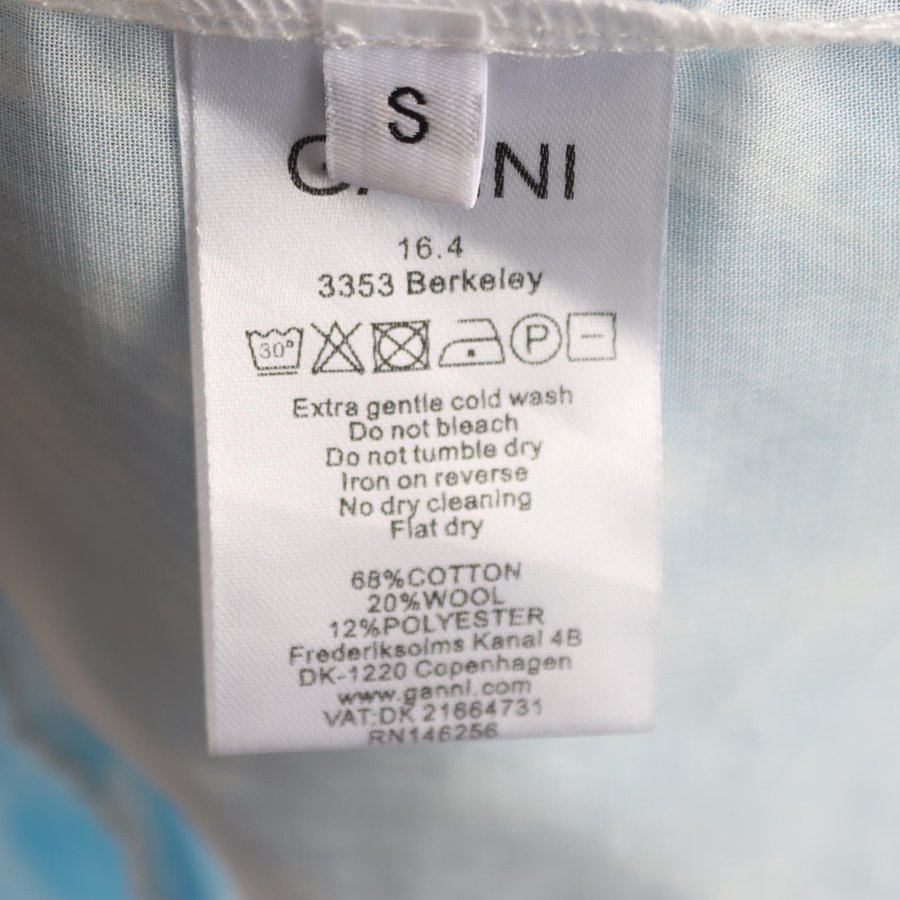 S
GANNI
16.4
3353 Berkeley
30°
P
Extra gentle cold wash
Do not bleach
Do not tumble dry
Iron on reverse
No dry cleaning
Flat dry
68%COTTON
20%WOOL
12%POLYESTER
Frederiksolms Kanal 4B
DK-1220 Copenhagen
www.ganni.com
VAT:DK 21664731
RN146256